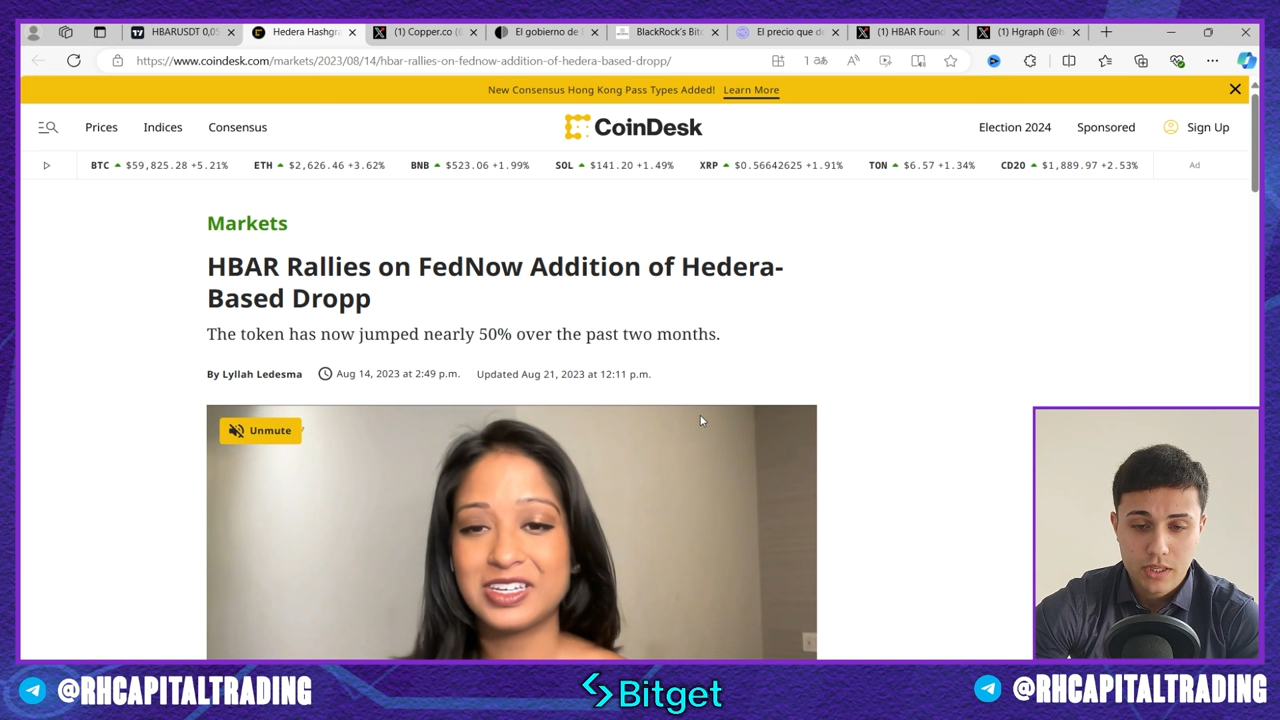 HBARUSDT 0,05
Hedera Hashgr
(1) Copper.co (
El gobierno de
BlackRock's Bit
El precio que d
(1) HBAR Foun
(1) Hgraph (@h
https://www.coindesk.com/markets/2023/08/14/hbar-rallies-on-fednow-addition-of-hedera-based-dropp/
New Consensus Hong Kong Pass Types Added! Learn More
Prices Indices Consensus
CoinDesk
Election 2024 Sponsored Sign Up
BTC $59,825.28 +5.21% ETH $2,626.46 +3.62% BNB $523.06 +1.99% SOL $141.20 +1.49% XRP $0.56642625 +1.91% TON $6.57 +1.34% CD20 $1,889.97 +2.53% Ad
Markets
HBAR Rallies on FedNow Addition of Hedera-
Based Dropp
The token has now jumped nearly 50% over the past two months.
By Lyllah Ledesma Aug 14, 2023 at 2:49 p.m. Updated Aug 21, 2023 at 12:11 p.m.
Unmute
@RHCAPITALTRADING
Bitget
@RHCAPITALTRADING